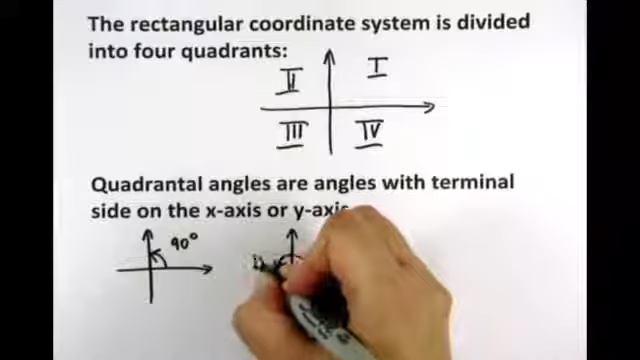 The rectangular coordinate system is divided
into four quadrants:
II I
III IV
Quadrantal angles are angles with terminal
side on the x-axis or y-axis
90°